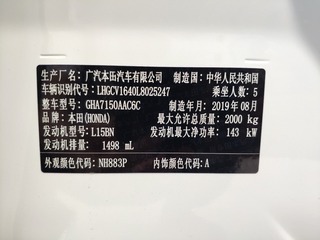 生产厂名：广汽本田汽车有限公司 制造国：中华人民共和国
车辆识别代号：LHGCV1640L8025247 乘坐人数：5
整车型号：GHA7150AAC6C 制造年月：2019年08月
品牌：本田(HONDA) 最大允许总质量：2000 kg
发动机型号：L15BN 发动机最大净功率：143 kW
发动机排量：1498 mL
外观颜色代码：NH883P 内饰颜色代码：A